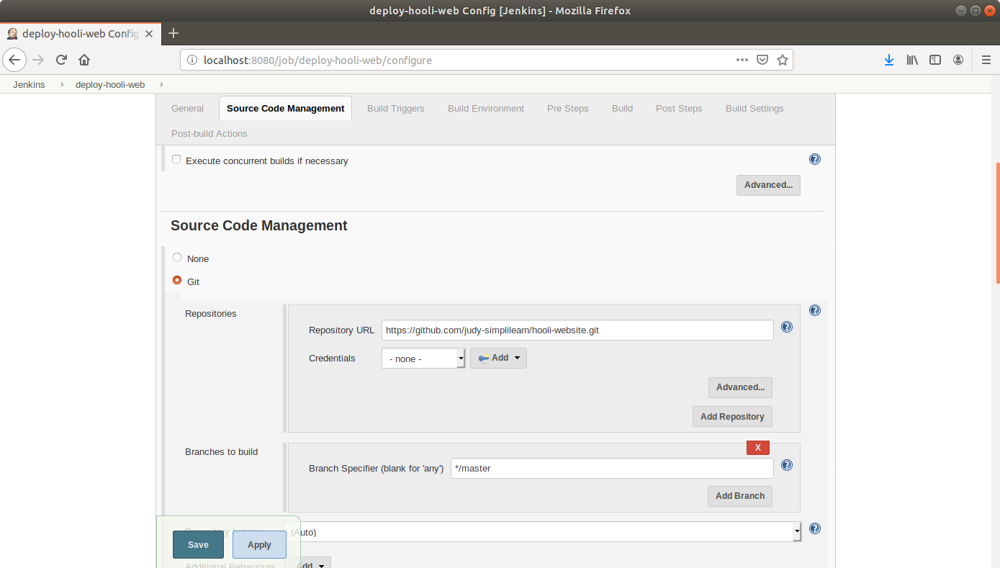 deploy-hooli-web Config [Jenkins] - Mozilla Firefox
deploy-hooli-web Config
localhost:8080/job/deploy-hooli-web/configure
Jenkins deploy-hooli-web
General Source Code Management Build Triggers Build Environment Pre Steps Build Post Steps Build Settings
Post-build Actions
Execute concurrent builds if necessary
Advanced...
Source Code Management
None
Git
Repositories
Repository URL https://github.com/judy-simplilearn/hooli-website.git
Credentials - none - Add
Advanced...
Add Repository
Branches to build
X
Branch Specifier (blank for 'any') */master
Add Branch
Repository browser (Auto)
Save Apply
Additional Behaviours Add